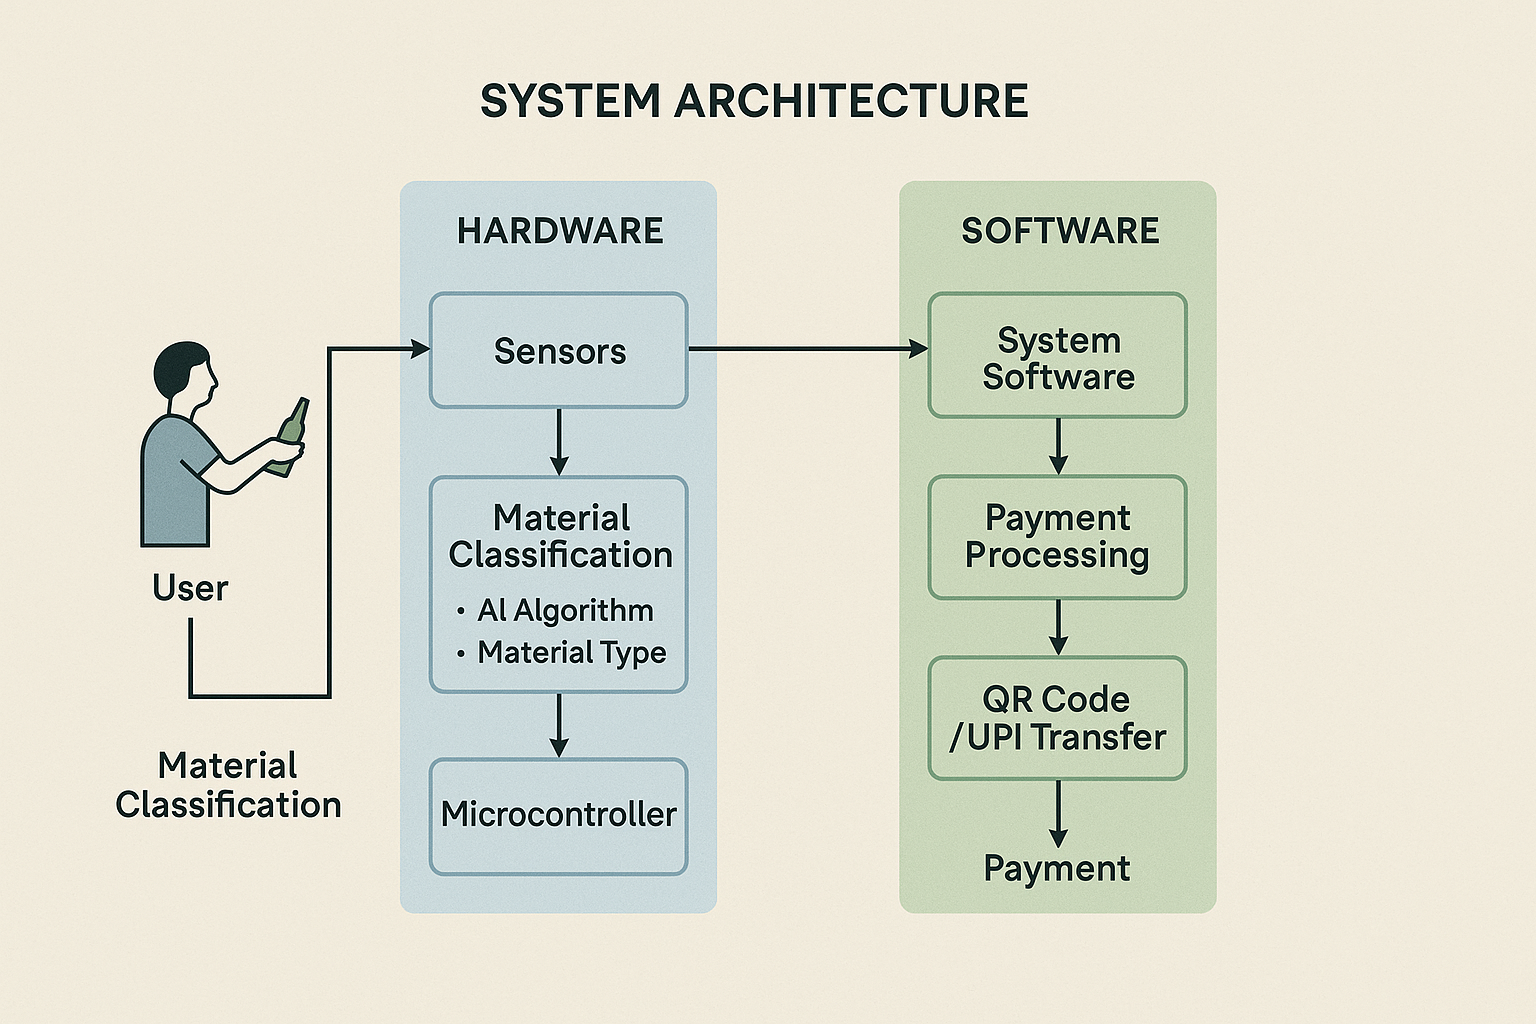 SYSTEM ARCHITECTURE
HARDWARE
Sensors
Material
Classification
• AI Algorithm
• Material Type
Microcontroller
SOFTWARE
System
Software
Payment
Processing
QR Code
/UPI Transfer
Payment
User
Material
Classification